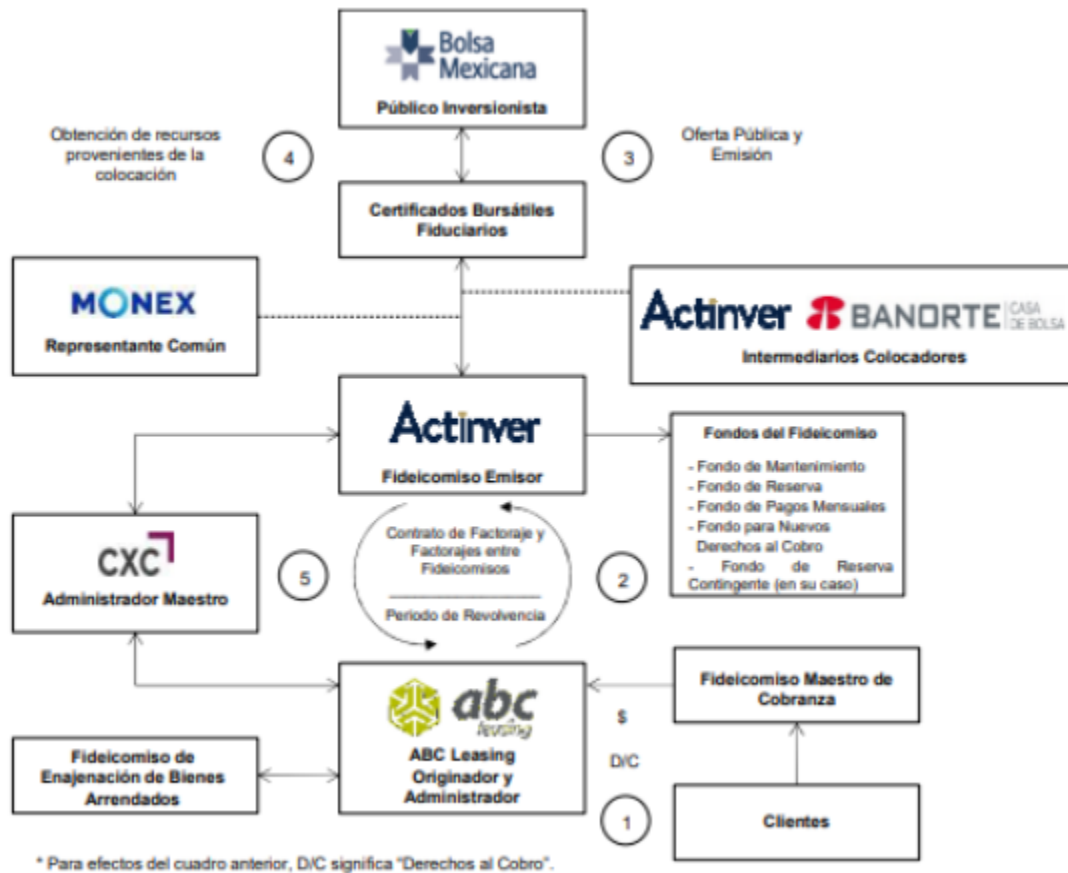 Bolsa
Mexicana
Público Inversionista
Obtención de recursos
provenientes de la
colocación
4
3
Oferta Pública y
Emisión
Certificados Bursátiles
Fiduciarios
MONEX
Representante Común
Actinver BANORTE CASA
DE BOLSA
Intermediarios Colocadores
Actinver
Fideicomiso Emisor
Fondos del Fideicomiso
- Fondo de Mantenimiento
- Fondo de Reserva
- Fondo de Pagos Mensuales
- Fondo para Nuevos
Derechos al Cobro
- Fondo de Reserva
Contingente (en su caso)
CXC
Administrador Maestro
5
Contrato de Factoraje y
Factorajes entre
Fideicomisos
Periodo de Revolvencia
2
abc
leasing
ABC Leasing
Originador y
Administrador
Fideicomiso Maestro de
Cobranza
$
D/C
1
Fideicomiso de
Enajenación de Bienes
Arrendados
Clientes
* Para efectos del cuadro anterior, D/C significa "Derechos al Cobro".